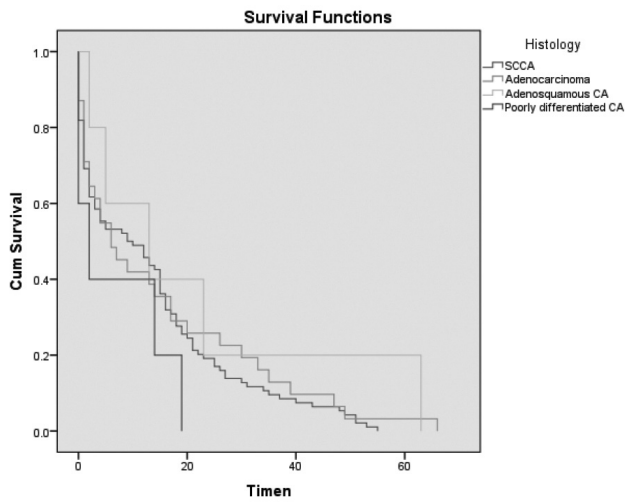 Survival Functions
Histology
SCCA
Adenocarcinoma
Adenosquamous CA
Poorly differentiated CA
Cum Survival
1.0
0.8
0.6
0.4
0.2
0.0
0 20 40 60
Timen